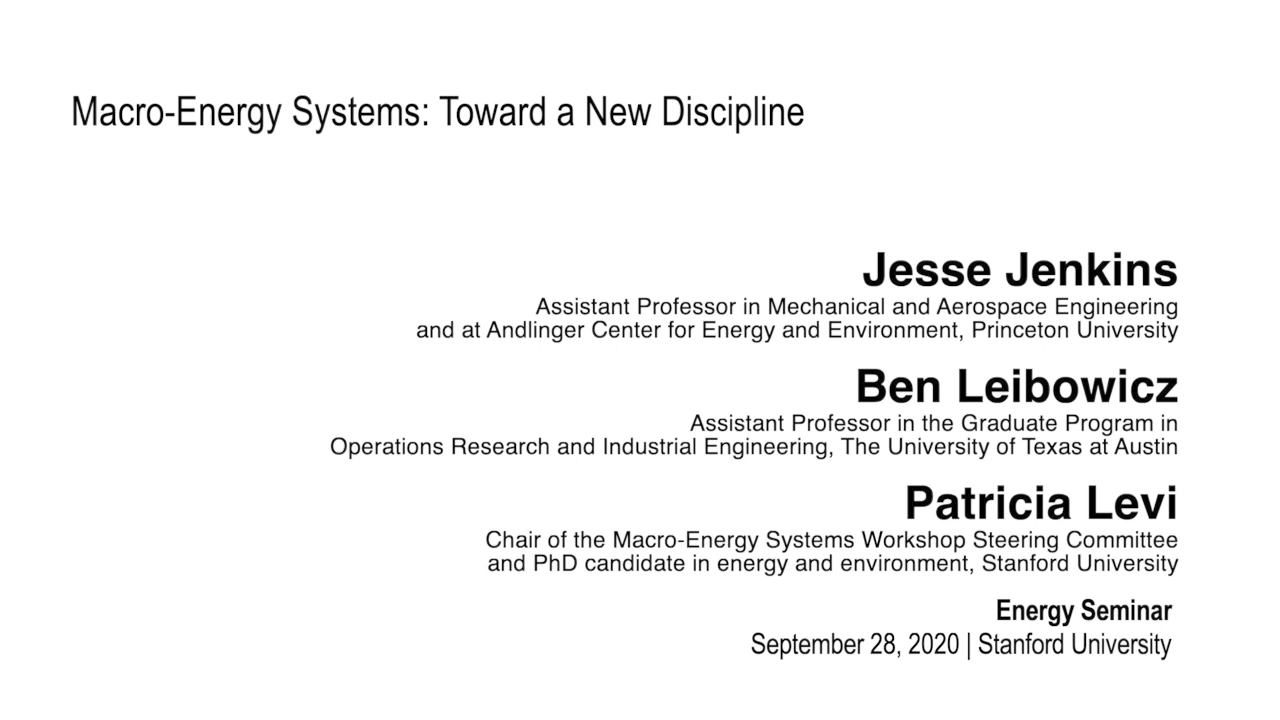 Macro-Energy Systems: Toward a New Discipline
Jesse Jenkins
Assistant Professor in Mechanical and Aerospace Engineering
and at Andlinger Center for Energy and Environment, Princeton University
Ben Leibowicz
Assistant Professor in the Graduate Program in
Operations Research and Industrial Engineering, The University of Texas at Austin
Patricia Levi
Chair of the Macro-Energy Systems Workshop Steering Committee
and PhD candidate in energy and environment, Stanford University
Energy Seminar
September 28, 2020 | Stanford University